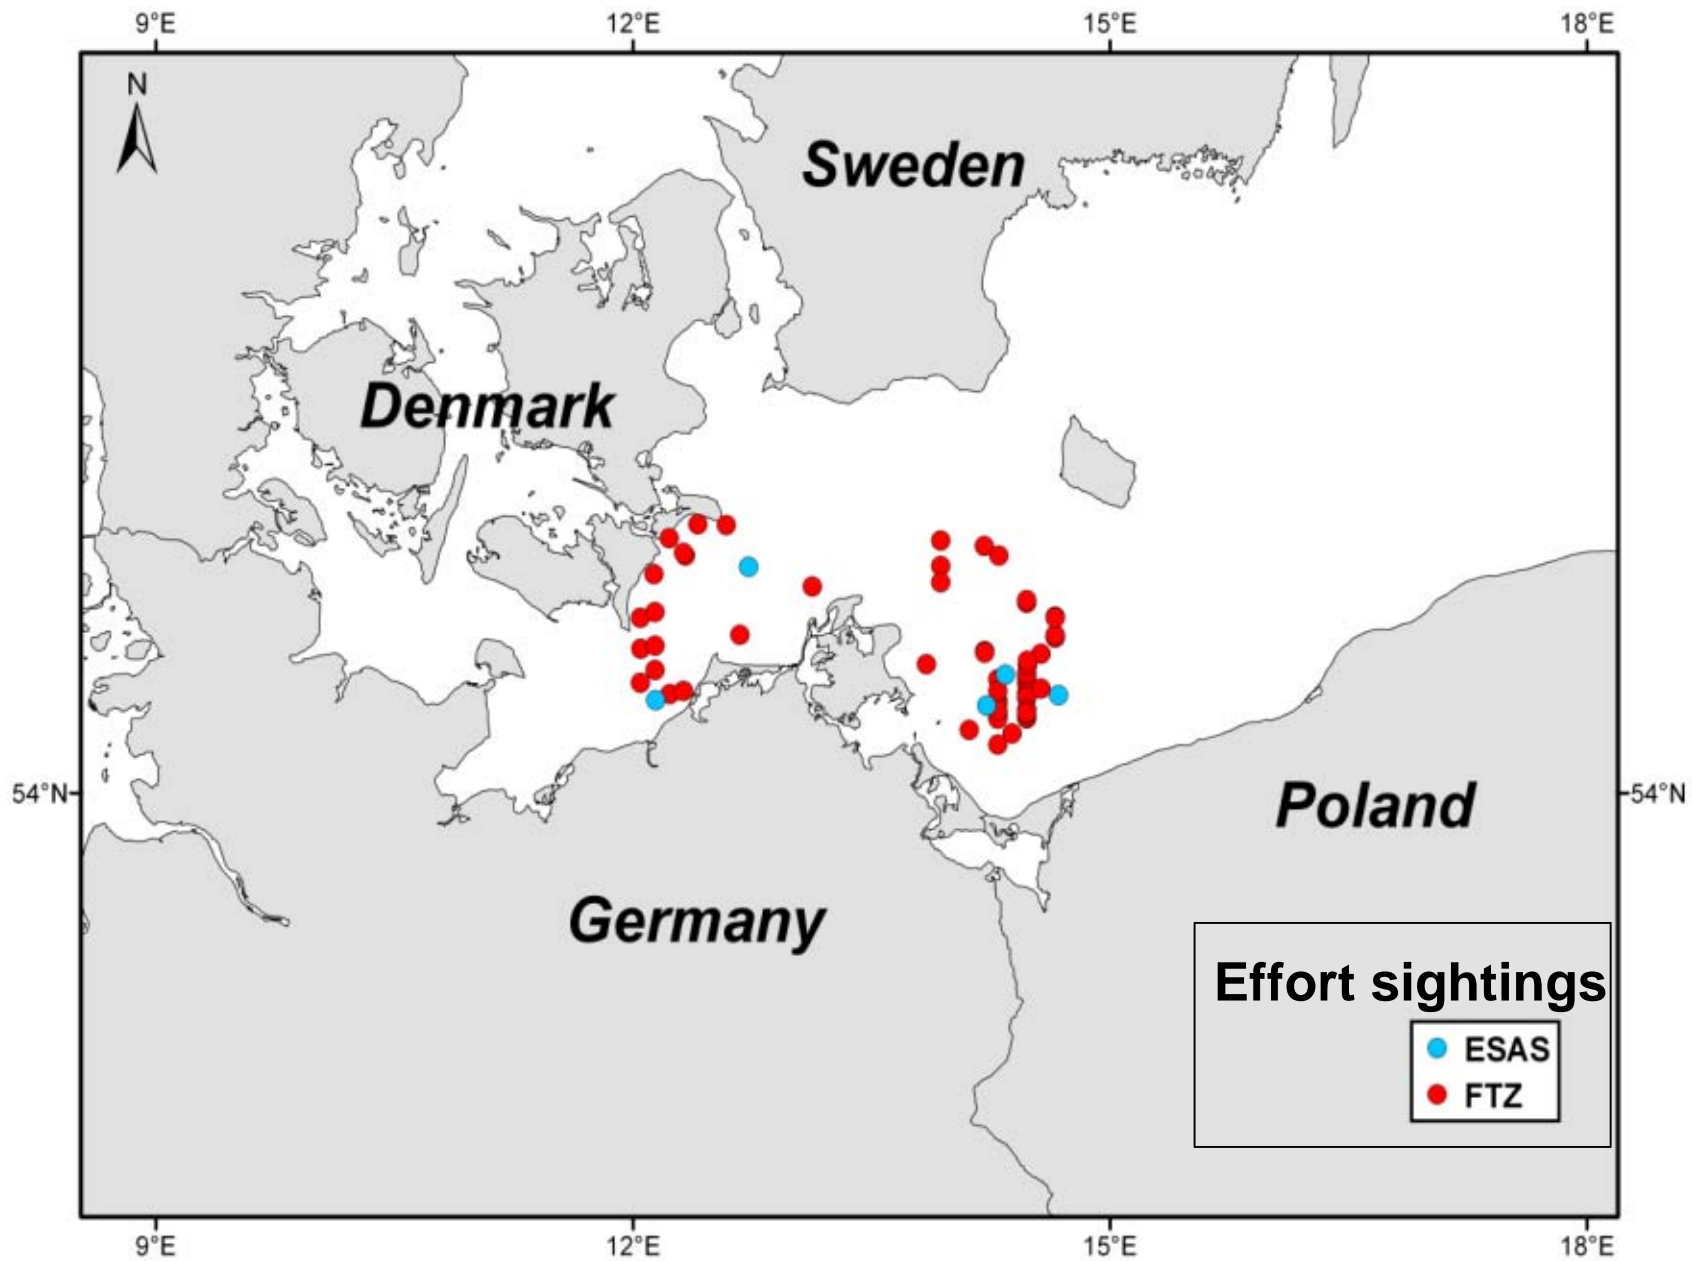 9°E 12°E 15°E 18°E
N
Sweden
Denmark
54°N 54°N
Poland
Germany
Effort sightings
ESAS
FTZ
9°E 12°E 15°E 18°E